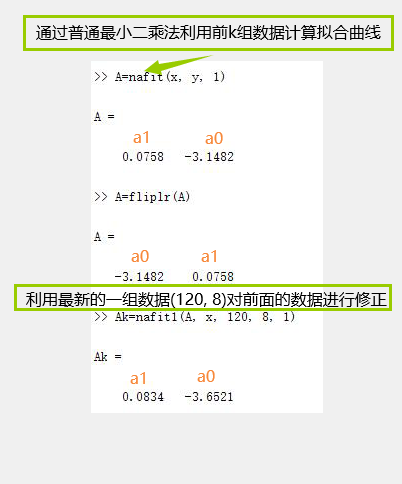 通过普通最小二乘法利用前k组数据计算拟合曲线
>> A=nafit(x, y, 1)
A =
a1 a0
0.0758 -3.1482
>> A=fliplr(A)
A =
a0 a1
-3.1482 0.0758
利用最新的一组数据(120, 8)对前面的数据进行修正
>> Ak=nafit1(A, x, 120, 8, 1)
Ak =
a1 a0
0.0834 -3.6521